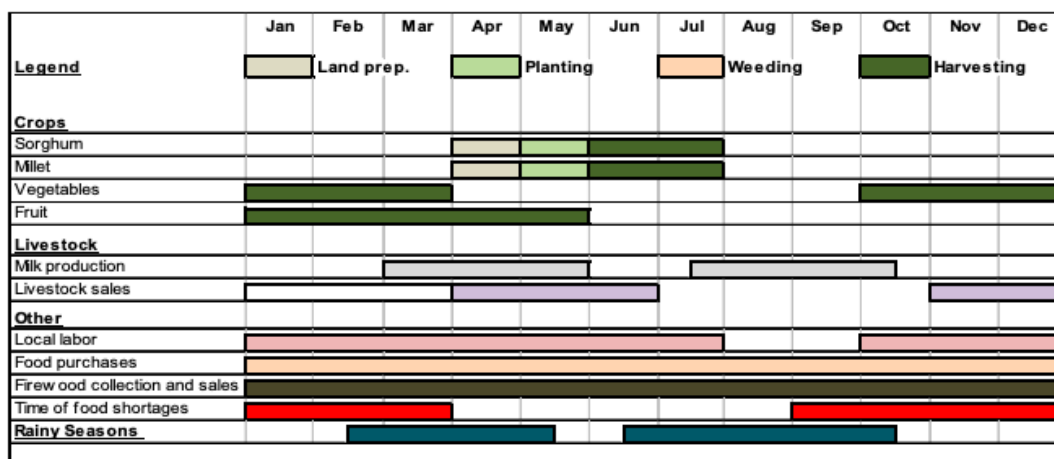 Jan Feb Mar Apr May Jun Jul Aug Sep Oct Nov Dec
Legend Land prep. Planting Weeding Harvesting
Crops
Sorghum
Millet
Vegetables
Fruit
Livestock
Milk production
Livestock sales
Other
Local labor
Food purchases
Firewood collection and sales
Time of food shortages
Rainy Seasons